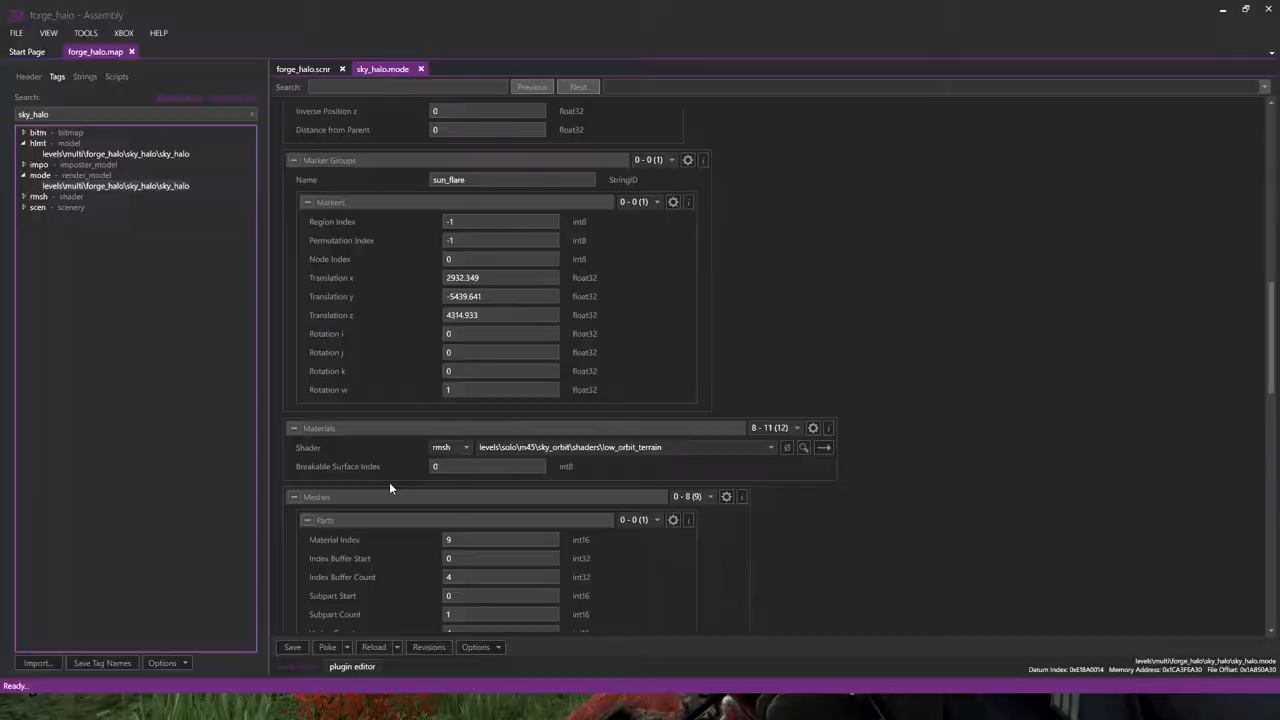 forge_halo - Assembly
FILE VIEW TOOLS XBOX HELP
Start Page forge_halo.map
Header Tags Strings Scripts
forge_halo.scnr sky_halo.mode
Search: Previous Next
Search:
sky_halo
bitm - bitmap
hlmt - model
levels\multi\forge_halo\sky_halo\sky_halo
impo - imposter_model
mode - render_model
levels\multi\forge_halo\sky_halo\sky_halo
rmsh - shader
scen - scenery
Inverse Position z 0 float32
Distance from Parent 0 float32
Marker Groups 0 - 0 (1) i
Name sun_flare StringID
Markers 0 - 0 (1) i
Region Index -1 int8
Permutation Index -1 int8
Node Index 0 int8
Translation x 2932.349 float32
Translation y -5439.641 float32
Translation z 4314.933 float32
Rotation i 0 float32
Rotation j 0 float32
Rotation k 0 float32
Rotation w 1 float32
Materials 8 - 11 (12) i
Shader rmsh levels\solo\m45\sky_orbit\shaders\low_orbit_terrain
Breakable Surface Index 0 int8
Meshes 0 - 8 (9) i
Parts 0 - 0 (1) i
Material Index 9 int16
Index Buffer Start 0 int32
Index Buffer Count 4 int32
Subpart Start 0 int16
Subpart Count 1 int16
Import... Save Tag Names Options
Save Poke Reload Revisions Options
plugin editor
levels\multi\forge_halo\sky_halo\sky_halo.mode
Datum Index: 0xE1BA0014 Memory Address: 0x1CA3FEA30 File Offset: 0x1A850A30
Ready...